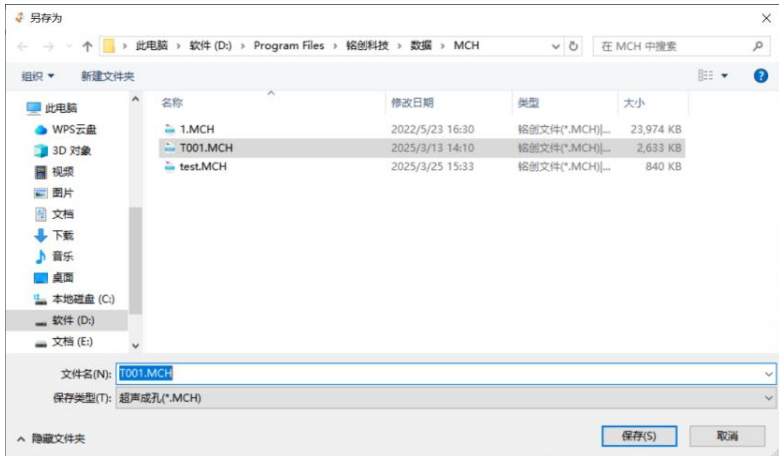 另存为
此电脑 › 软件 (D:) › Program Files › 铭创科技 › 数据 › MCH
在 MCH 中搜索
组织 新建文件夹
名称 修改日期 类型 大小
1.MCH 2022/5/23 16:30 铭创文件(*.MCH)|... 23,974 KB
T001.MCH 2025/3/13 14:10 铭创文件(*.MCH)|... 2,633 KB
test.MCH 2025/3/25 15:33 铭创文件(*.MCH)|... 840 KB
此电脑
WPS云盘
3D 对象
视频
图片
文档
下载
音乐
桌面
本地磁盘 (C:)
软件 (D:)
文档 (E:)
文件名(N): T001.MCH
保存类型(T): 超声成孔(*.MCH)
隐藏文件夹
保存(S) 取消